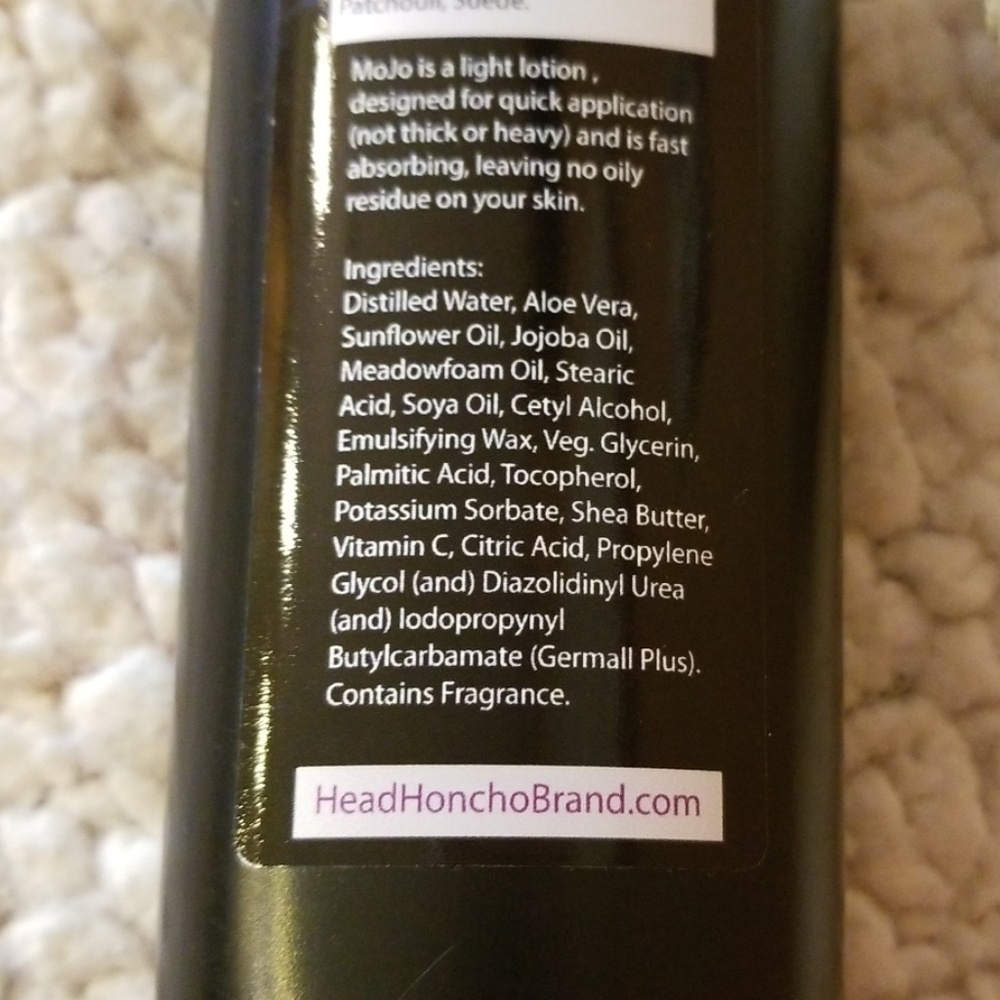 Patchouli, Suede.
MoJo is a light lotion ,
designed for quick application
(not thick or heavy) and is fast
absorbing, leaving no oily
residue on your skin.
Ingredients:
Distilled Water, Aloe Vera,
Sunflower Oil, Jojoba Oil,
Meadowfoam Oil, Stearic
Acid, Soya Oil, Cetyl Alcohol,
Emulsifying Wax, Veg. Glycerin,
Palmitic Acid, Tocopherol,
Potassium Sorbate, Shea Butter,
Vitamin C, Citric Acid, Propylene
Glycol (and) Diazolidinyl Urea
(and) Iodopropynyl
Butylcarbamate (Germall Plus).
Contains Fragrance.
HeadHonchoBrand.com